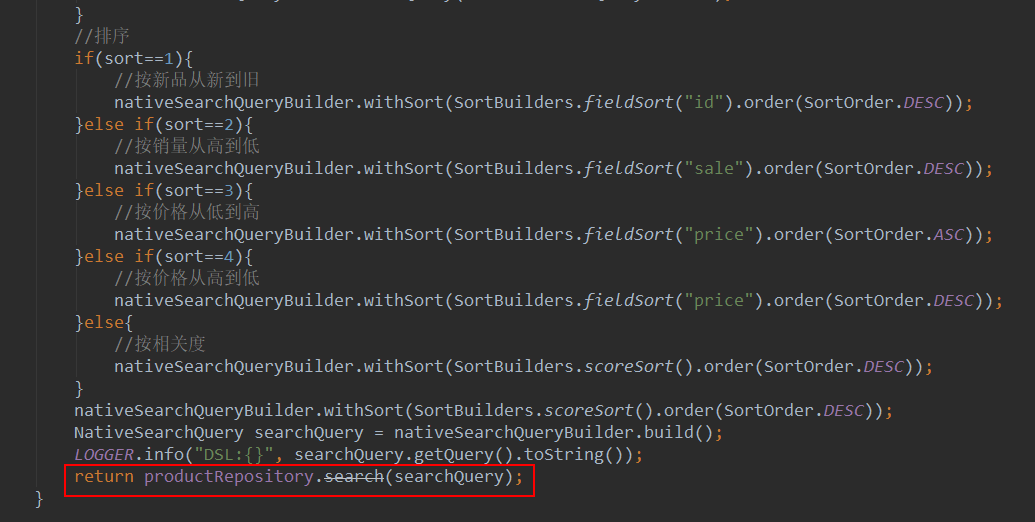 }
//排序
if(sort==1){
//按新品从新到旧
nativeSearchQueryBuilder.withSort(SortBuilders.fieldSort("id").order(SortOrder.DESC));
}else if(sort==2){
//按销量从高到低
nativeSearchQueryBuilder.withSort(SortBuilders.fieldSort("sale").order(SortOrder.DESC));
}else if(sort==3){
//按价格从低到高
nativeSearchQueryBuilder.withSort(SortBuilders.fieldSort("price").order(SortOrder.ASC));
}else if(sort==4){
//按价格从高到低
nativeSearchQueryBuilder.withSort(SortBuilders.fieldSort("price").order(SortOrder.DESC));
}else{
//按相关度
nativeSearchQueryBuilder.withSort(SortBuilders.scoreSort().order(SortOrder.DESC));
}
nativeSearchQueryBuilder.withSort(SortBuilders.scoreSort().order(SortOrder.DESC));
NativeSearchQuery searchQuery = nativeSearchQueryBuilder.build();
LOGGER.info("DSL:{}", searchQuery.getQuery().toString());
return productRepository.search(searchQuery);
}